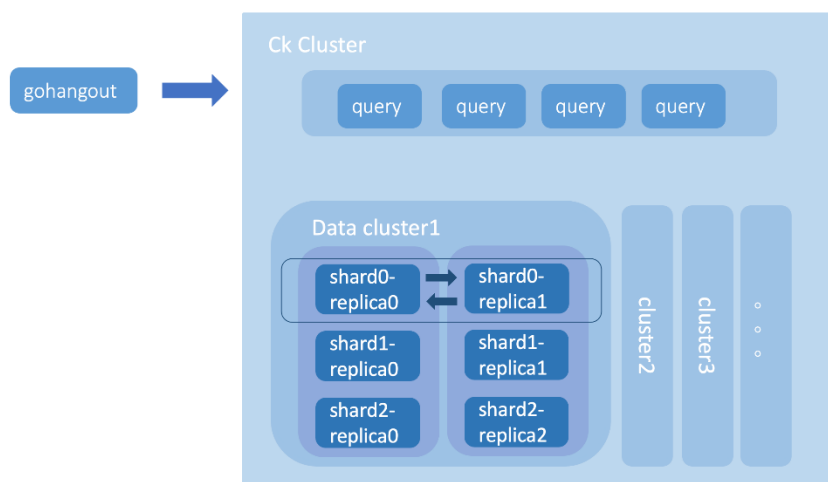 Ck Cluster
gohangout
query
query
query
query
Data cluster1
shard0-
replica0
shard0-
replica1
shard1-
replica0
shard1-
replica1
shard2-
replica0
shard2-
replica2
cluster2
cluster3